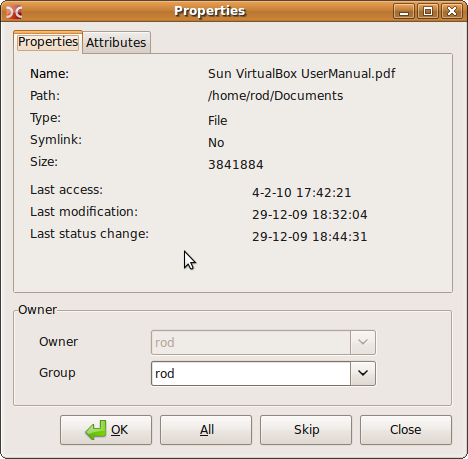 Properties
Properties Attributes
Name: Sun VirtualBox UserManual.pdf
Path: /home/rod/Documents
Type: File
Symlink: No
Size: 3841884
Last access: 4-2-10 17:42:21
Last modification: 29-12-09 18:32:04
Last status change: 29-12-09 18:44:31
Owner
Owner rod
Group rod
OK All Skip Close